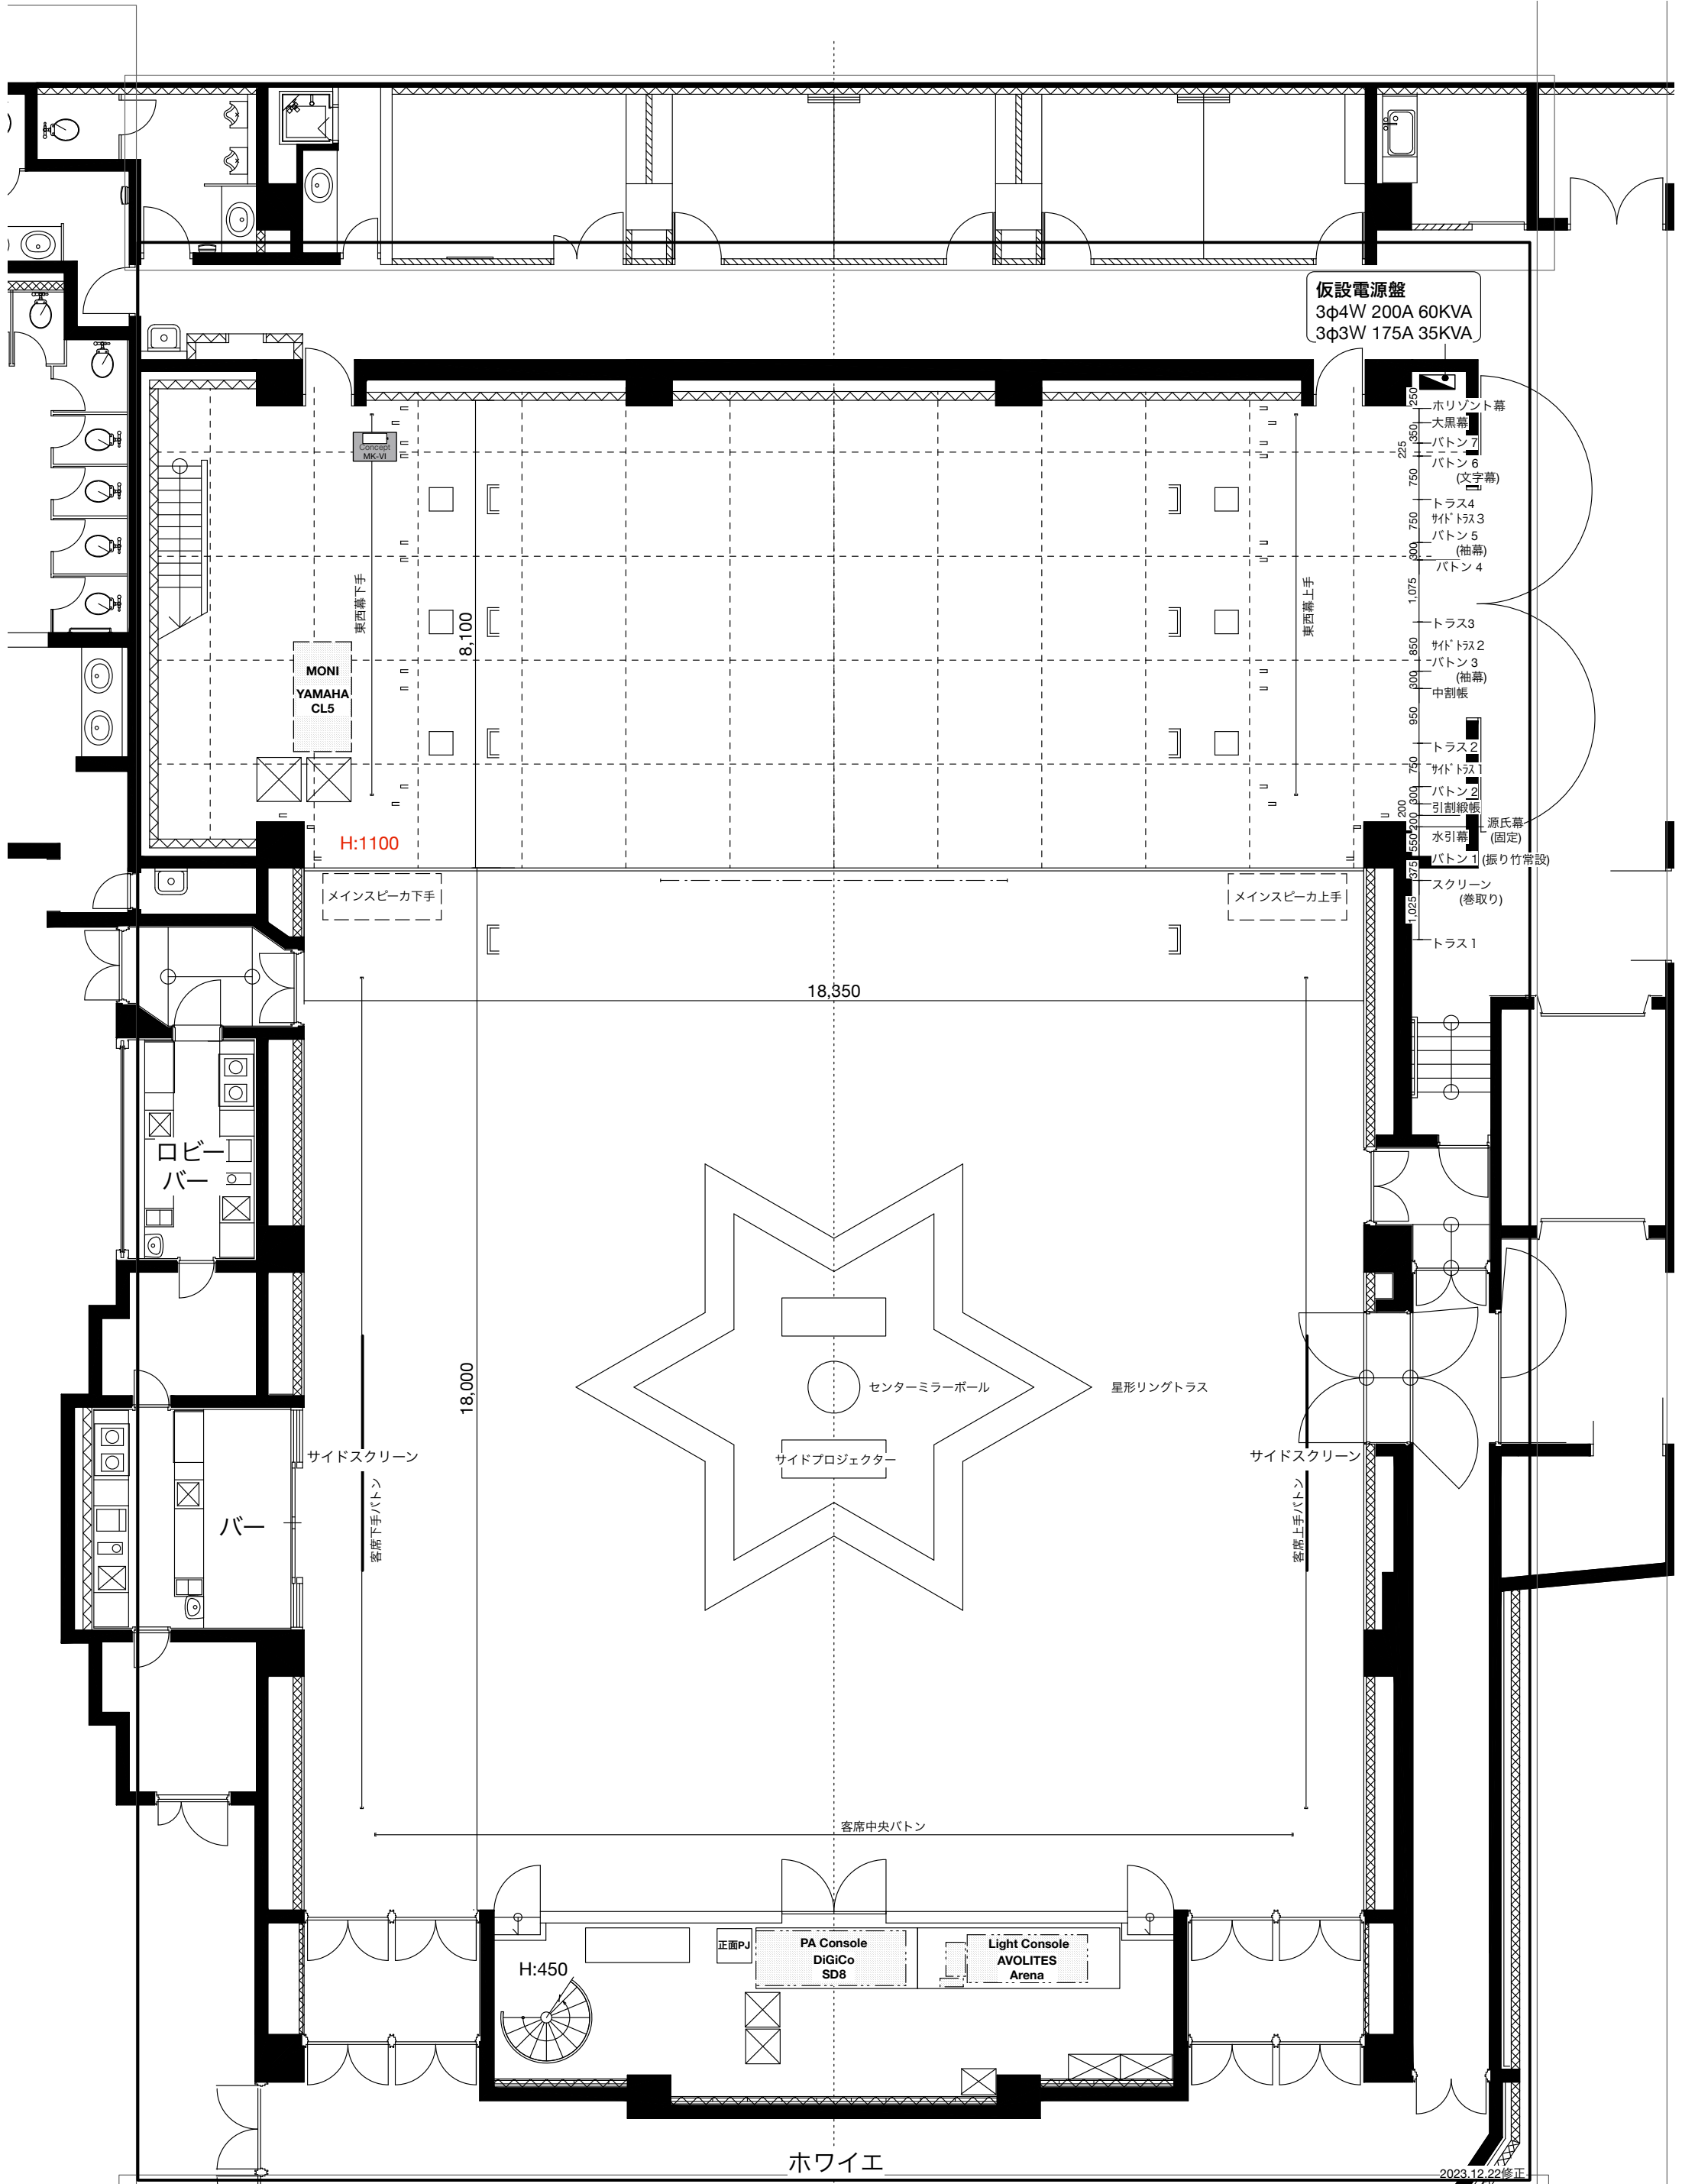 仮設電源盤
3φ4W 200A 60KVA
3φ3W 175A 35KVA
250
ホリゾント幕
大黒幕
350
バトン 7
225
バトン 6
(文字幕)
750
トラス4
750
サイドトラス 3
バトン 5
(袖幕)
300
バトン 4
1,075
トラス3
850
サイドトラス 2
バトン 3
(袖幕)
300
中割帳
950
トラス 2
750
サイドトラス 1
バトン 2
300
引割緞帳
200
200
源氏幕
(固定)
水引幕
550
バトン 1 (振り竹常設)
375
スクリーン
(巻取り)
1,025
トラス 1
Concept
MK-VI
東西幕下手
東西幕上手
8,100
MONI
YAMAHA
CL5
H:1100
メインスピーカ下手
メインスピーカ上手
18,350
ロビー
バー
18,000
センターミラーボール
星形リングトラス
サイドプロジェクター
サイドスクリーン
サイドスクリーン
客席下手バトン
客席上手バトン
バー
客席中央バトン
正面PJ
PA Console
DiGiCo
SD8
Light Console
AVOLITES
Arena
H:450
ホワイエ
2023.12.22修正